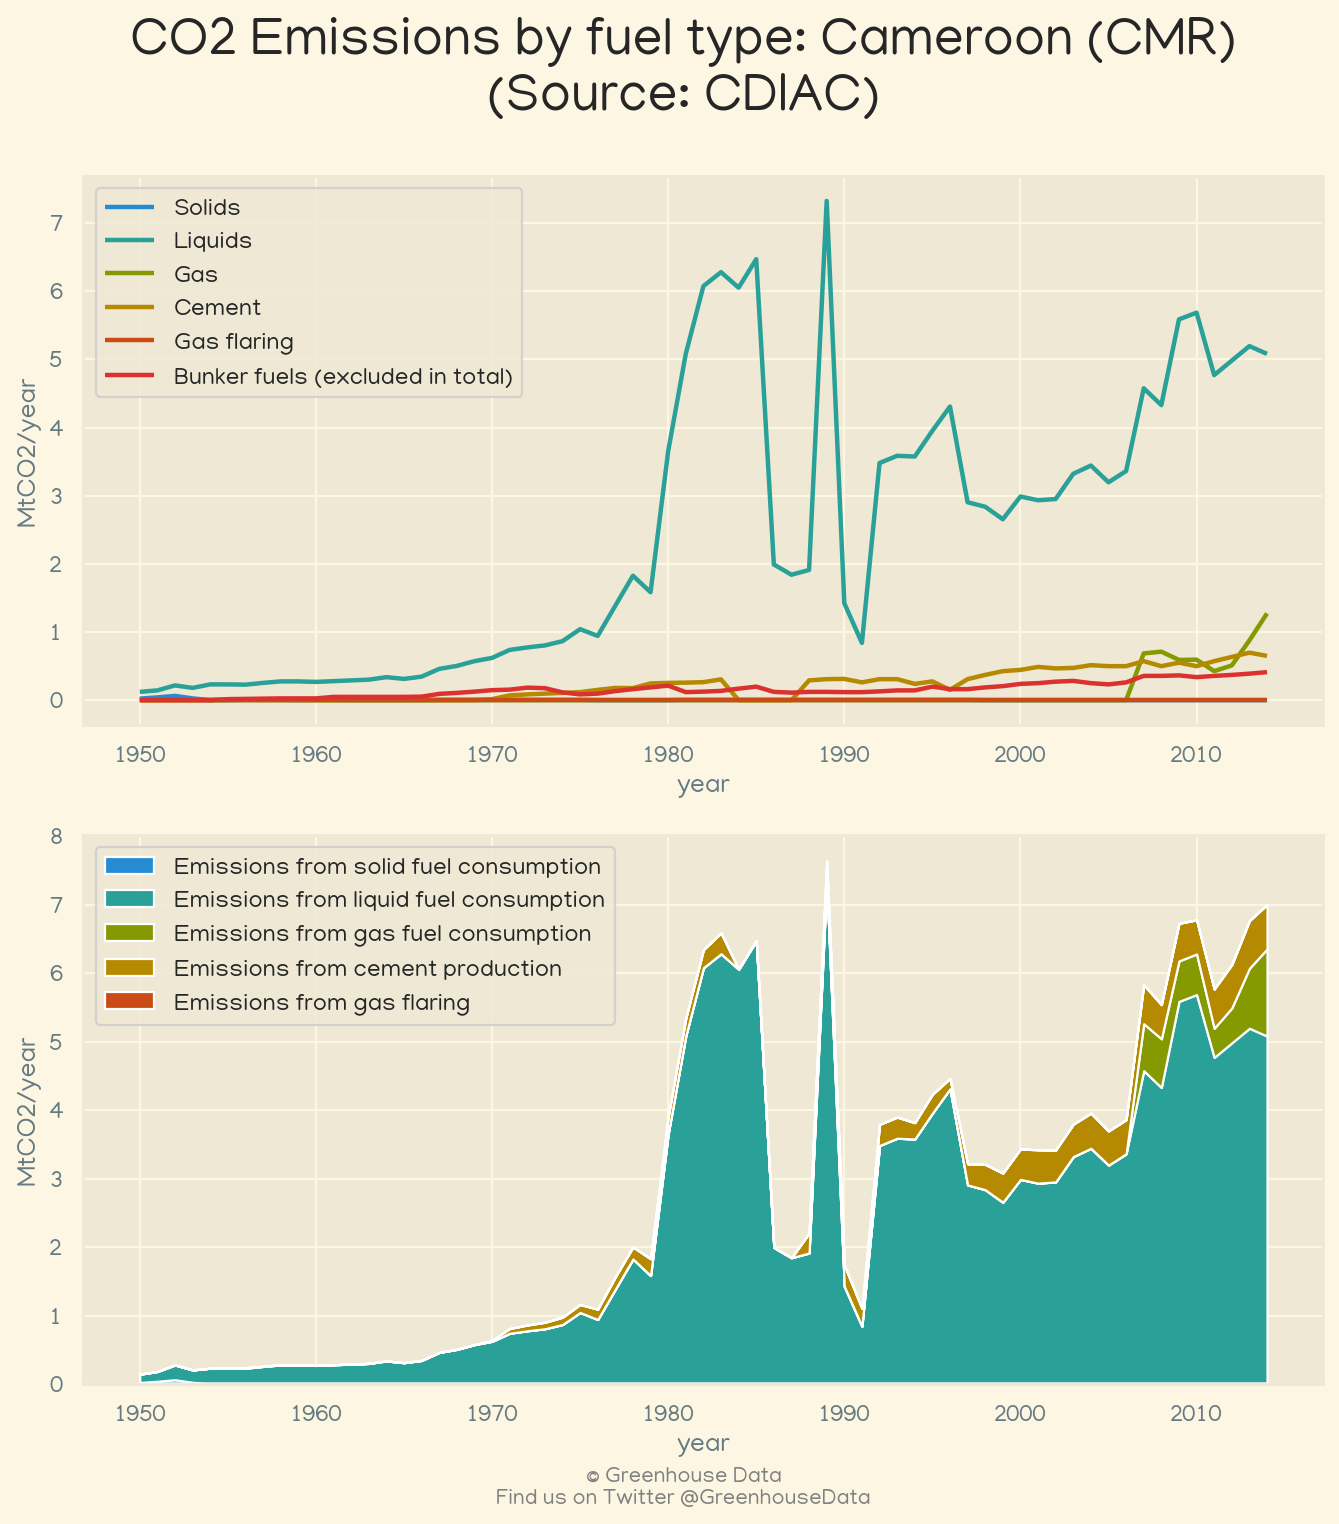 CO2 Emissions by fuel type: Cameroon (CMR)
(Source: CDIAC)
Solids
Liquids
Gas
Cement
Gas flaring
Bunker fuels (excluded in total)
7
6
5
4
3
2
1
0
MtCO2/year
1950 1960 1970 1980 1990 2000 2010
year
Emissions from solid fuel consumption
Emissions from liquid fuel consumption
Emissions from gas fuel consumption
Emissions from cement production
Emissions from gas flaring
8
7
6
5
4
3
2
1
0
MtCO2/year
1950 1960 1970 1980 1990 2000 2010
year
© Greenhouse Data
Find us on Twitter @GreenhouseData